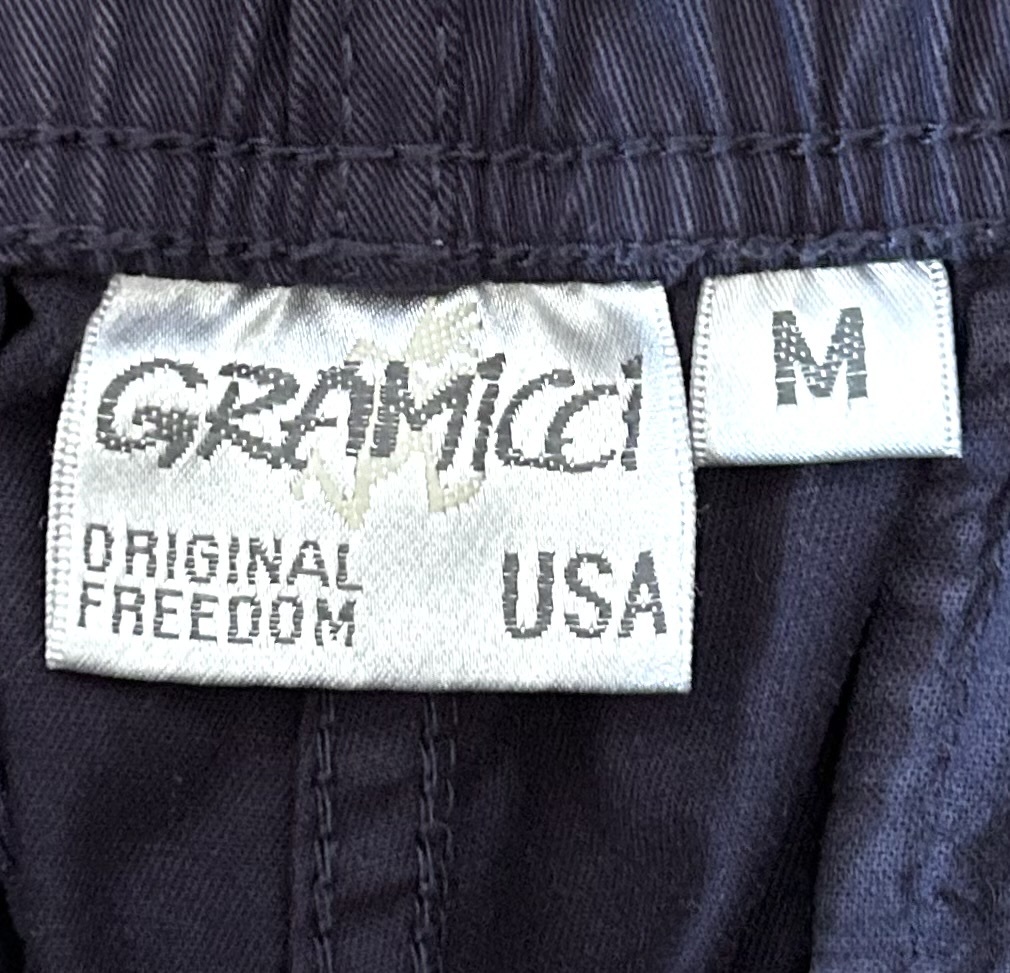 GRAMicci
ORIGINAL
FREEDOM
USA
M